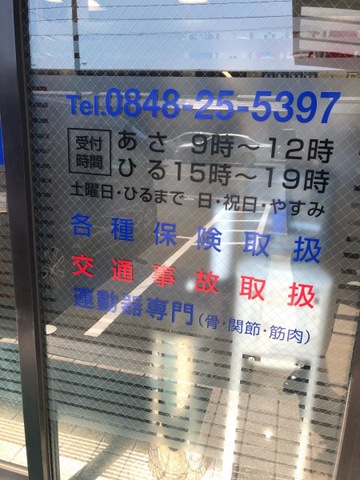 Tel.0848-25-5397
受付時間 あさ 9時～12時
ひる15時～19時
土曜日・ひるまで 日・祝日・やすみ
各種保険取扱
交通事故取扱
運動器専門(骨・関節・筋肉)